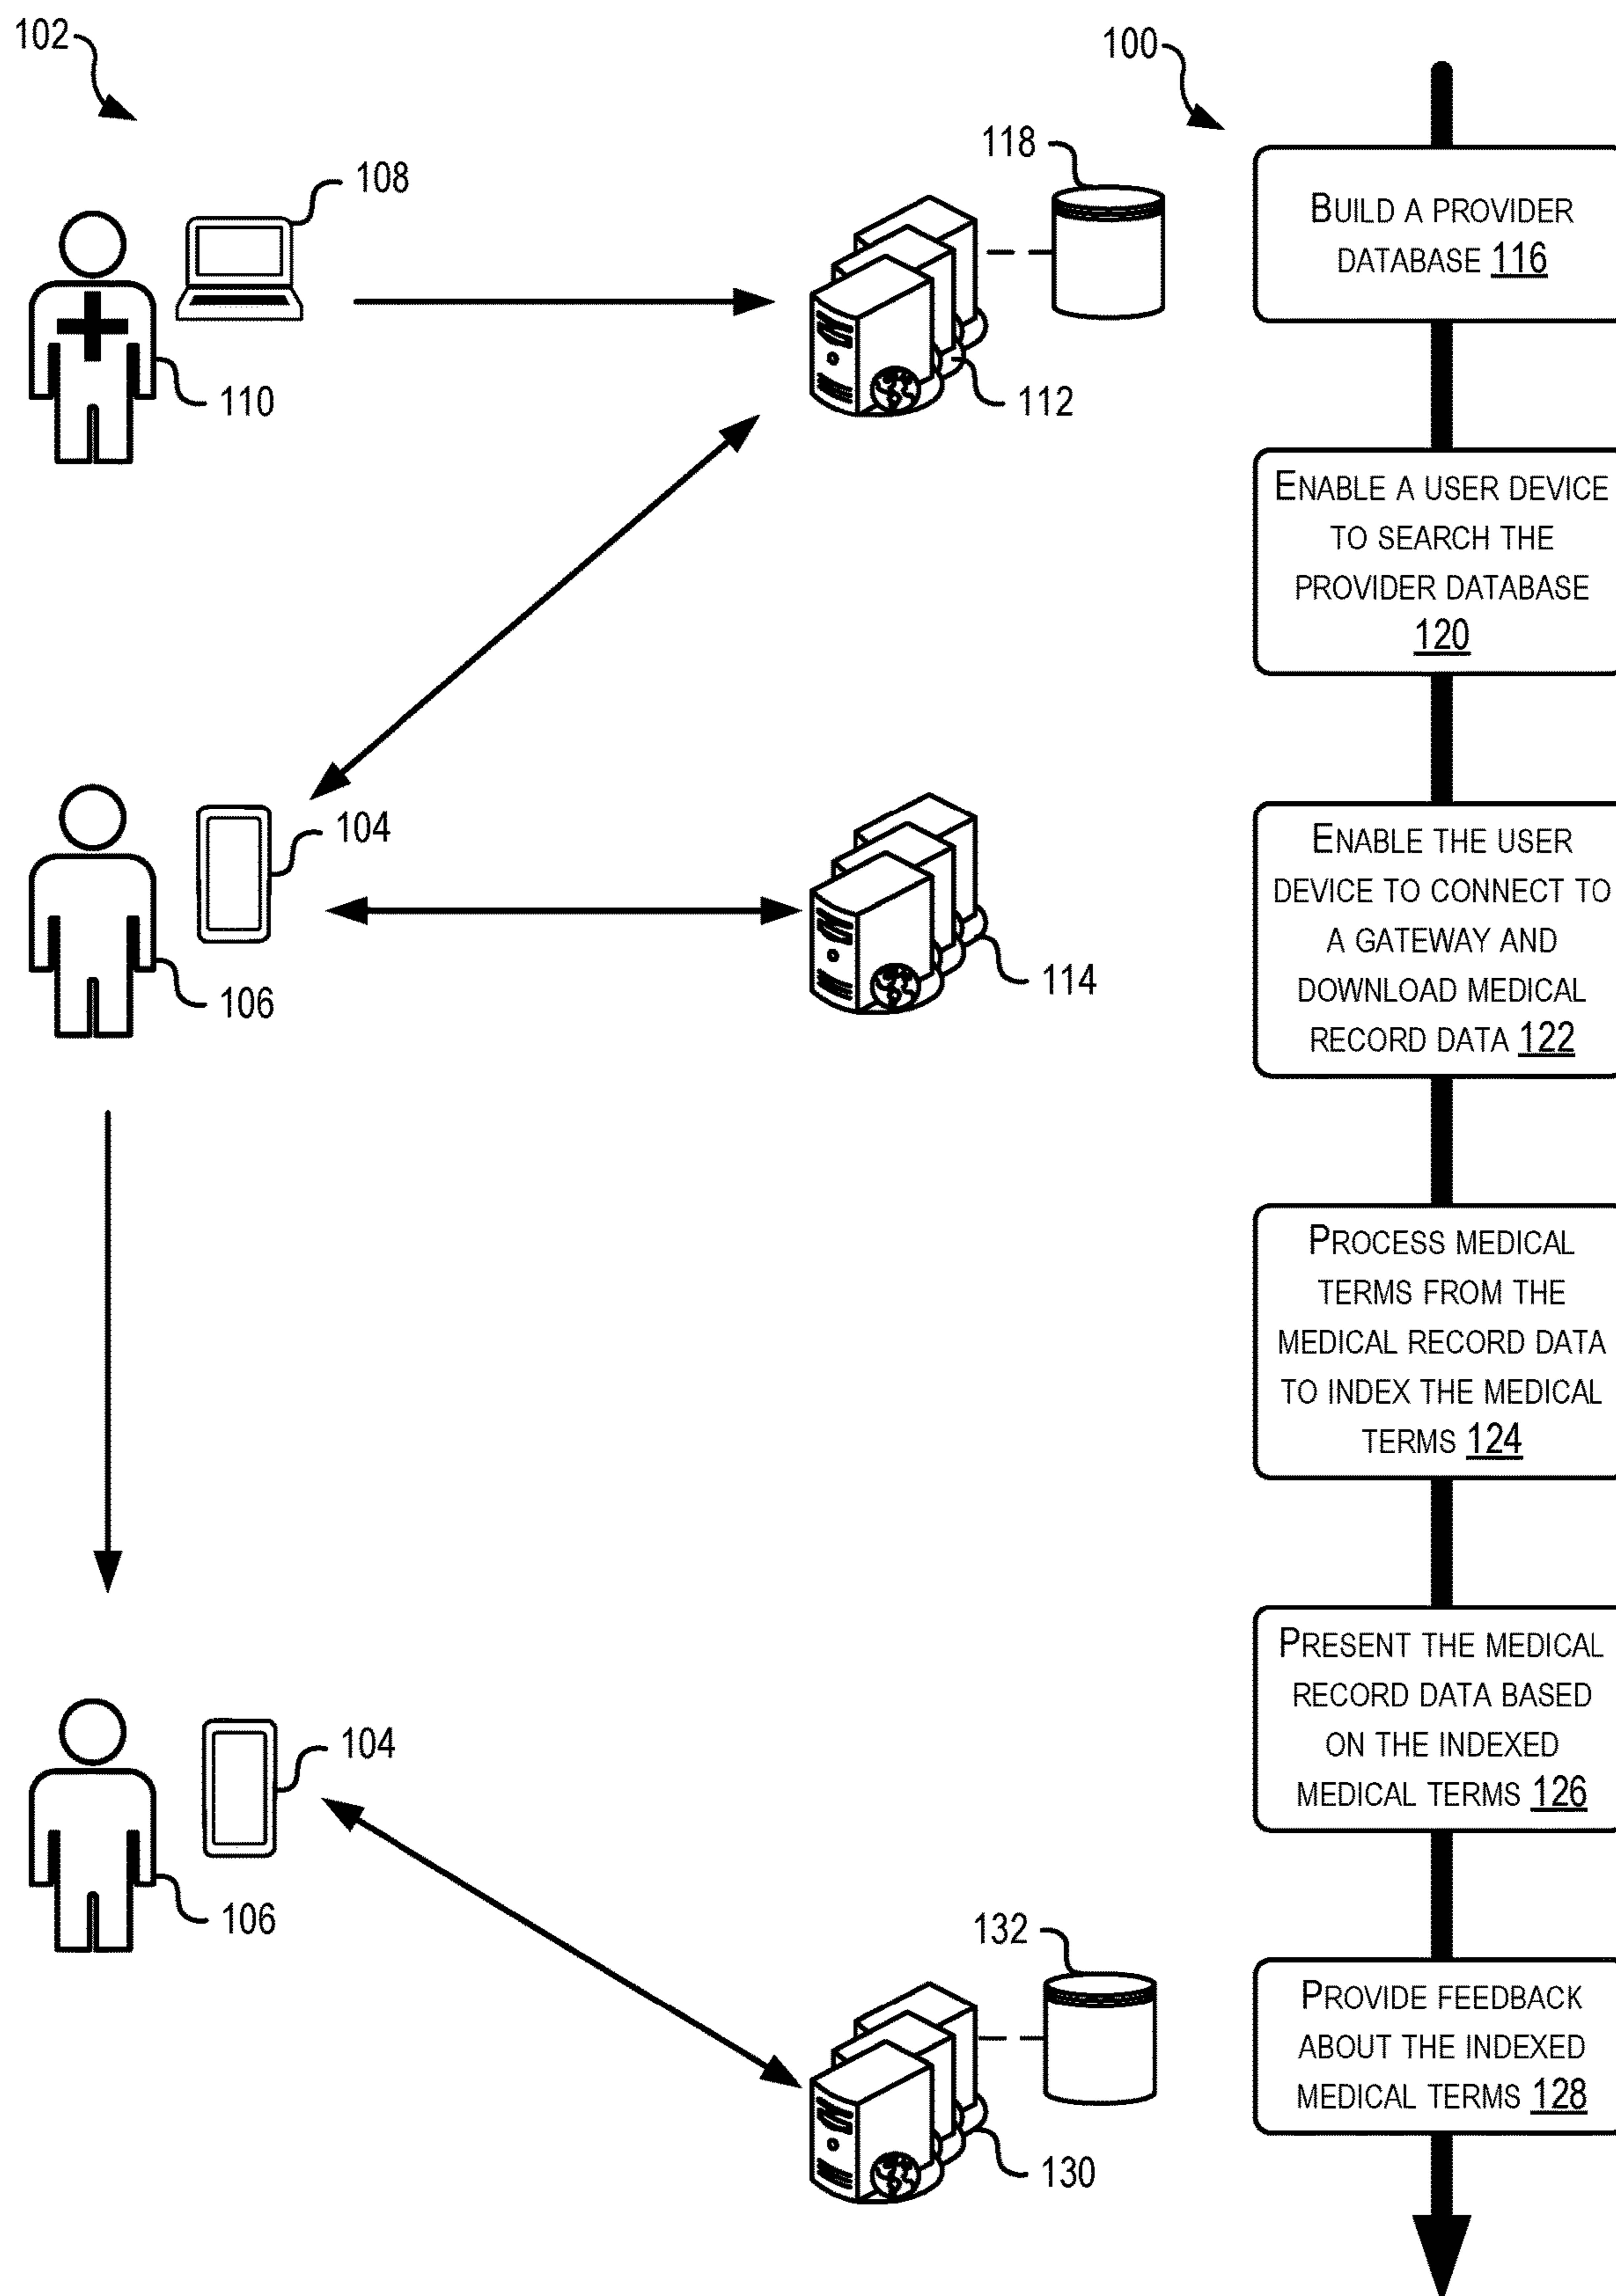 102
100
118
108
BUILD A PROVIDER
DATABASE 116
110
112
ENABLE A USER DEVICE
TO SEARCH THE
PROVIDER DATABASE
120
104
ENABLE THE USER
DEVICE TO CONNECT TO
A GATEWAY AND
DOWNLOAD MEDICAL
RECORD DATA 122
114
106
PROCESS MEDICAL
TERMS FROM THE
MEDICAL RECORD DATA
TO INDEX THE MEDICAL
TERMS 124
PRESENT THE MEDICAL
RECORD DATA BASED
ON THE INDEXED
MEDICAL TERMS 126
104
106
132
PROVIDE FEEDBACK
ABOUT THE INDEXED
MEDICAL TERMS 128
130